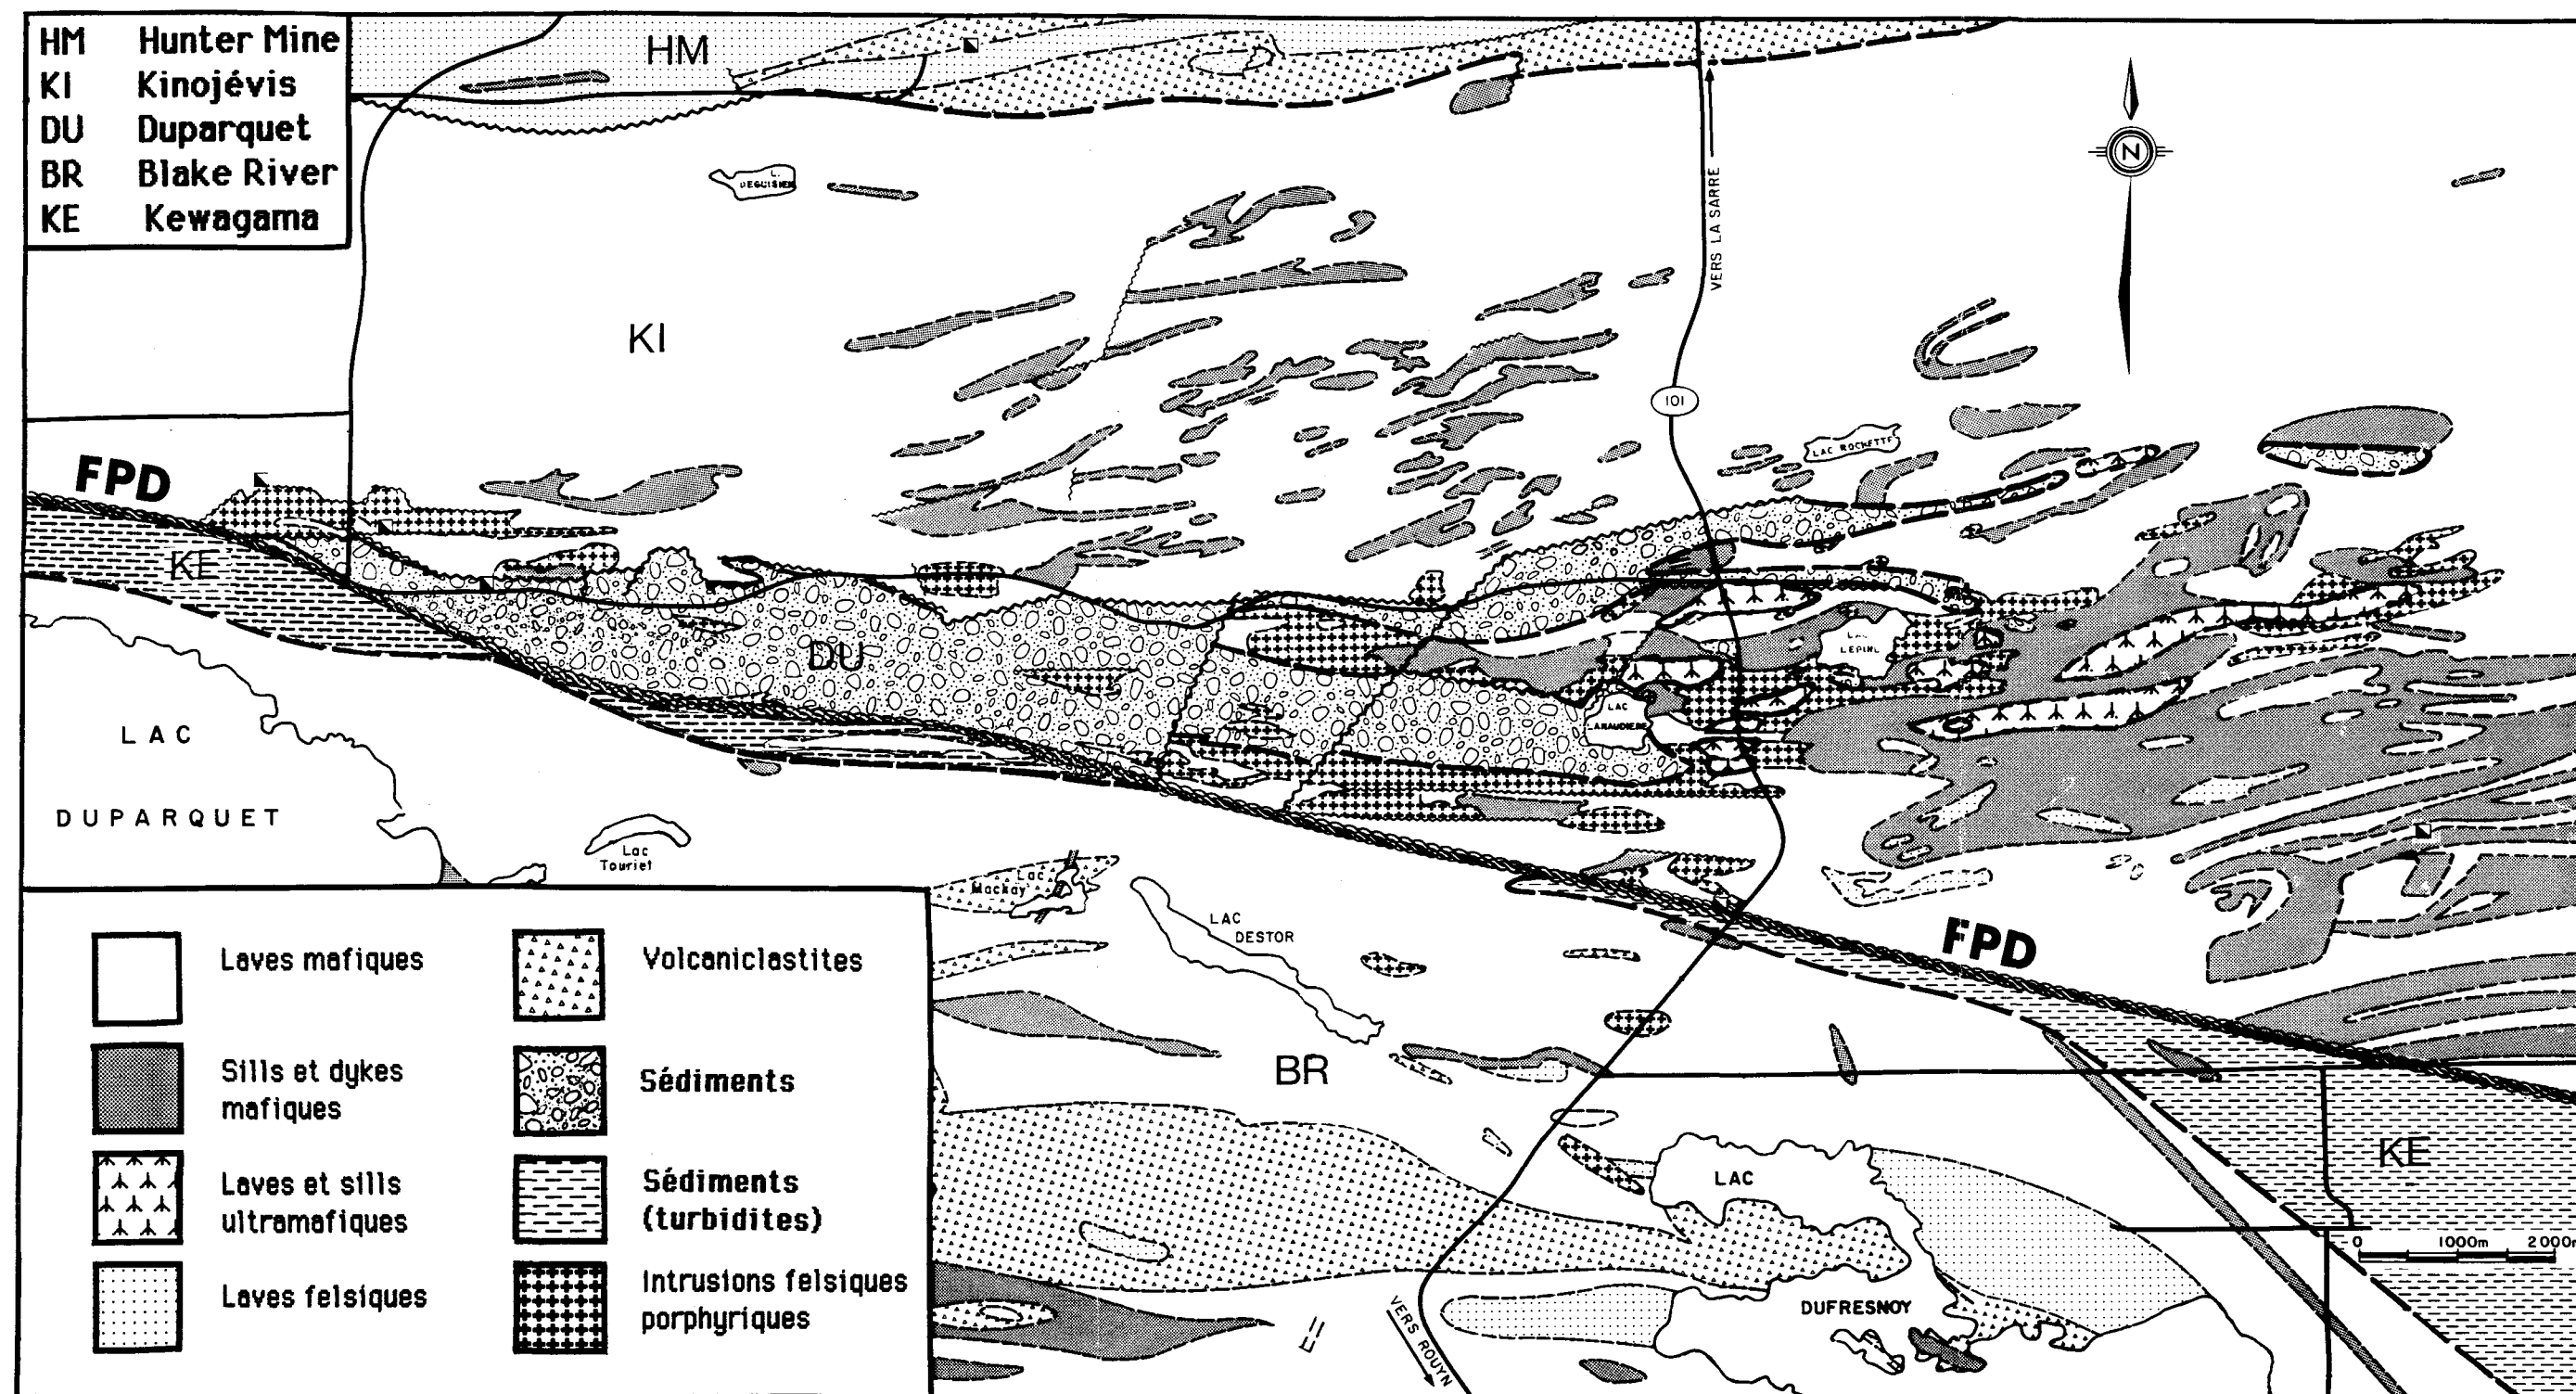 HM Hunter Mine
KI Kinojévis
DU Duparquet
BR Blake River
KE Kewagama
HM
L.
DEGUISIER
N
VERS LA SARRE
KI
101
LAC ROCHETTE
FPD
KE
DU
LAC
LAC
LAC
DUPARQUET
Lac
Touriet
Lac
Mackay
LAC
DESTOR
FPD
BR
KE
LAC
DUFRESNOY
0 1000m 2000m
VERS ROUYN
Laves mafiques
Sills et dykes
mafiques
Laves et sills
ultramafiques
Laves felsiques
Volcaniclastites
Sédiments
Sédiments
(turbidites)
Intrusions felsiques
porphyriques